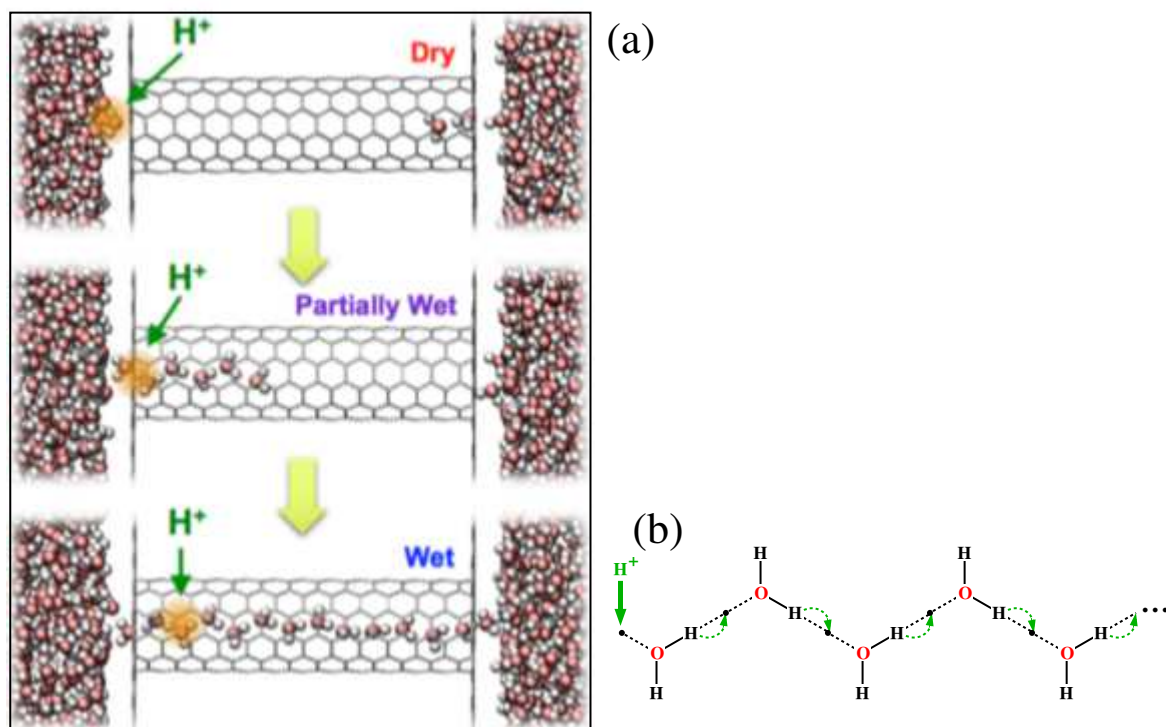 (a)
H⁺
Dry
H⁺
Partially Wet
H⁺
Wet
(b)
H⁺
H H
O O
H H H H H
O O O
H H H